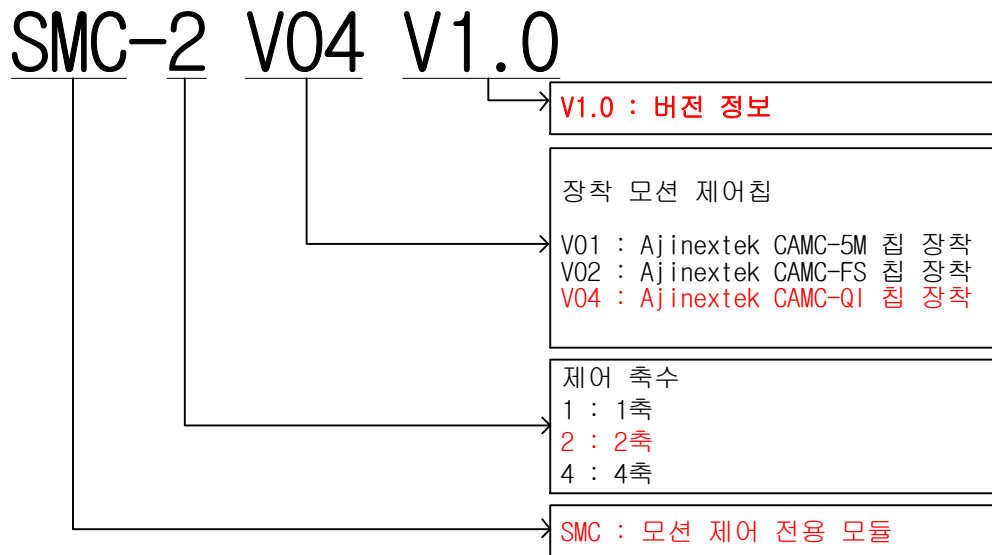 SMC-2 V04 V1.0
V1.0 : 버전 정보
장착 모션 제어칩
V01 : Ajinextek CAMC-5M 칩 장착
V02 : Ajinextek CAMC-FS 칩 장착
V04 : Ajinextek CAMC-QI 칩 장착
제어 축수
1 : 1축
2 : 2축
4 : 4축
SMC : 모션 제어 전용 모듈